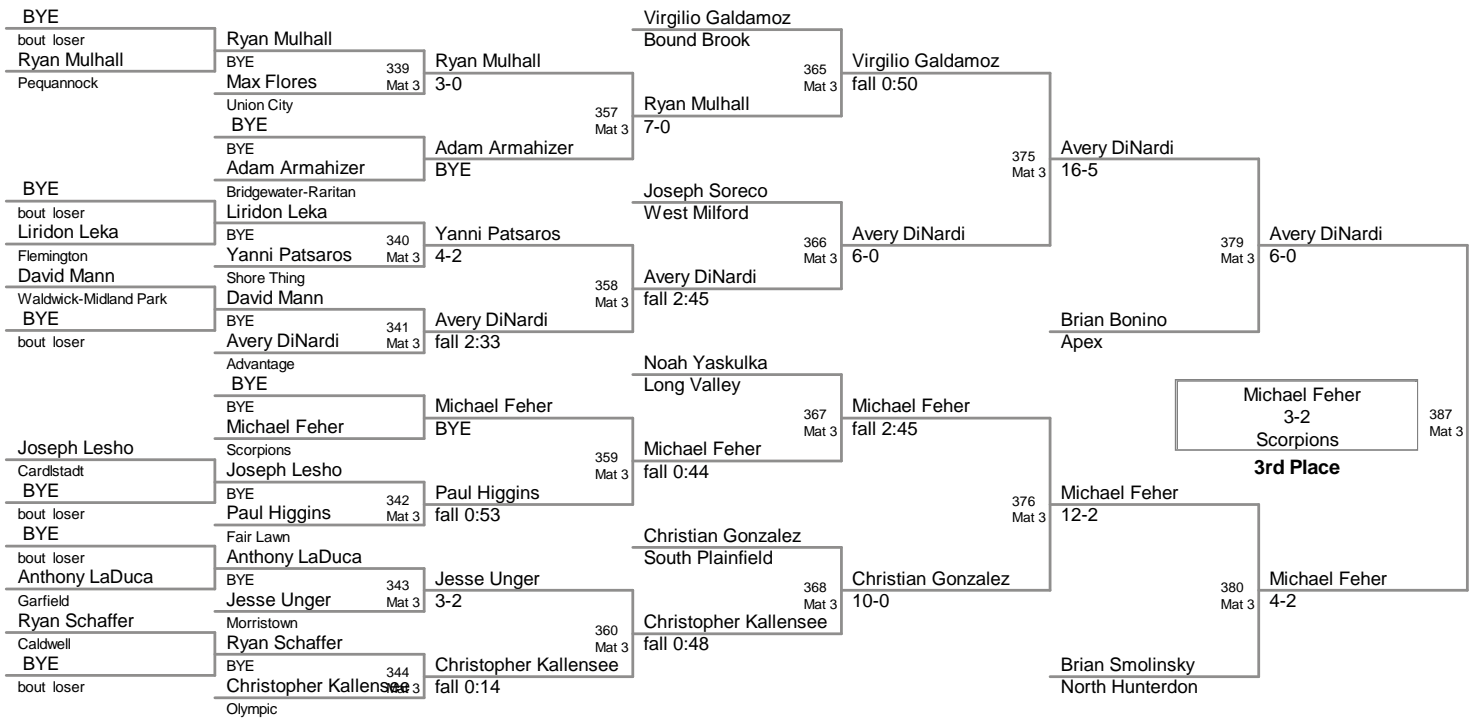 BYE
bout loser
Ryan Mulhall
Pequannock
BYE
bout loser
Liridon Leka
Flemington
David Mann
Waldwick-Midland Park
BYE
bout loser
Joseph Lesho
Cardlstadt
BYE
bout loser
BYE
bout loser
Anthony LaDuca
Garfield
Ryan Schaffer
Caldwell
BYE
bout loser
Ryan Mulhall
BYE
339
Mat 3
Max Flores
Union City
BYE
BYE
Adam Armahizer
Bridgewater-Raritan
Liridon Leka
BYE
340
Mat 3
Yanni Patsaros
Shore Thing
David Mann
BYE
341
Mat 3
Avery DiNardi
Advantage
BYE
BYE
Michael Feher
Scorpions
Joseph Lesho
BYE
342
Mat 3
Paul Higgins
Fair Lawn
Anthony LaDuca
BYE
343
Mat 3
Jesse Unger
Morristown
Ryan Schaffer
BYE
344
Mat 3
Christopher Kallensee
Olympic
Ryan Mulhall
3-0
357
Mat 3
Adam Armahizer
BYE
Yanni Patsaros
4-2
358
Mat 3
Avery DiNardi
fall 2:33
Michael Feher
BYE
359
Mat 3
Paul Higgins
fall 0:53
Jesse Unger
3-2
360
Mat 3
Christopher Kallensee
fall 0:14
Virgilio Galdamoz
Bound Brook
365
Mat 3
Ryan Mulhall
7-0
Joseph Soreco
West Milford
366
Mat 3
Avery DiNardi
fall 2:45
Noah Yaskulka
Long Valley
367
Mat 3
Michael Feher
fall 0:44
Christian Gonzalez
South Plainfield
368
Mat 3
Christopher Kallensee
fall 0:48
Virgilio Galdamoz
fall 0:50
375
Mat 3
Avery DiNardi
6-0
Michael Feher
fall 2:45
376
Mat 3
Christian Gonzalez
10-0
Avery DiNardi
16-5
379
Mat 3
Brian Bonino
Apex
Michael Feher
12-2
380
Mat 3
Brian Smolinsky
North Hunterdon
Avery DiNardi
6-0
Michael Feher
3-2
Scorpions
3rd Place
387
Mat 3
Michael Feher
4-2